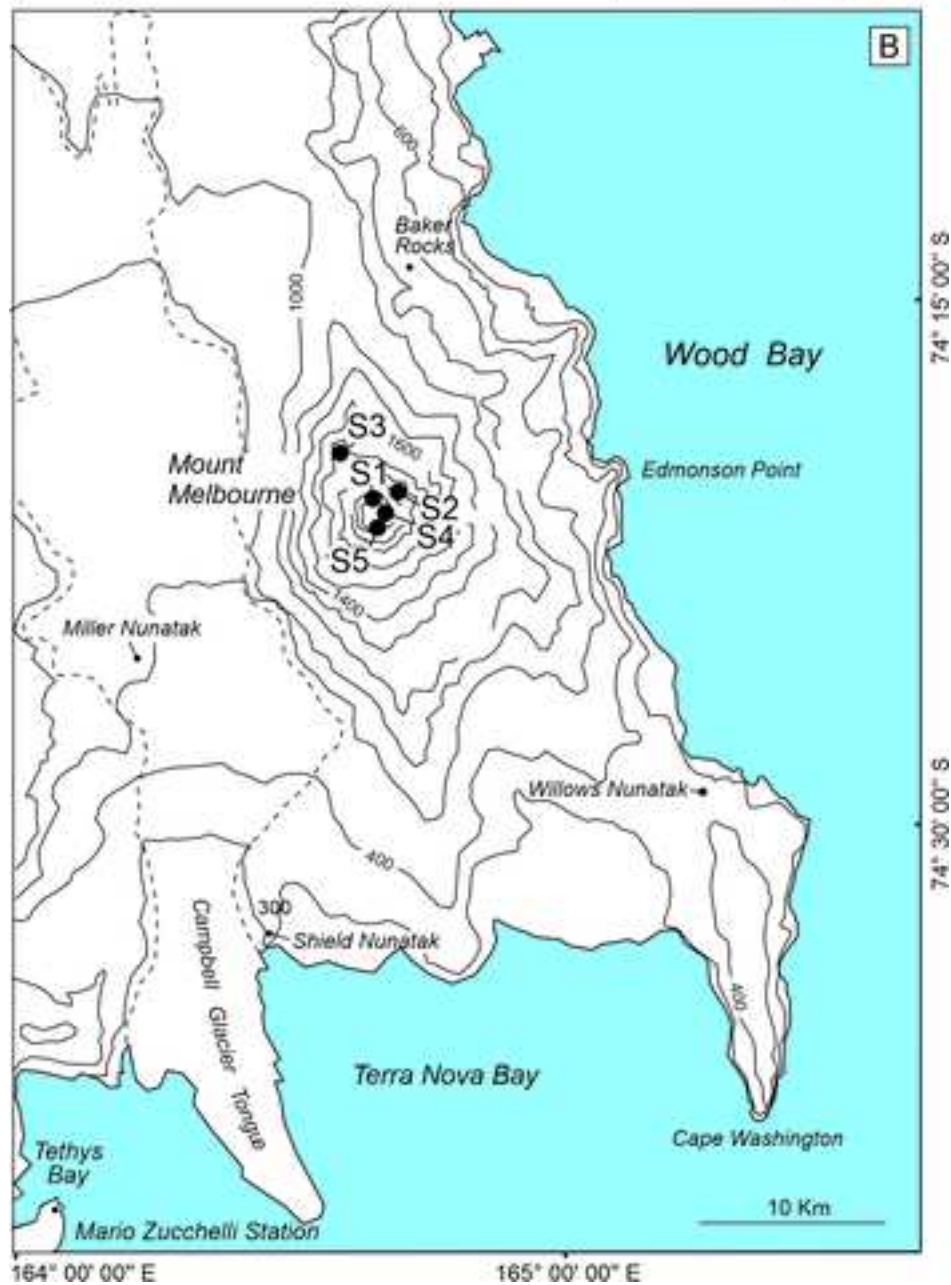 B
600
Baker
Rocks
1000
74° 15' 00'' S
Wood Bay
S3
1600
Mount
Melbourne
S1
Edmonson Point
S2
S4
S5
1400
Miller Nunatak
Willows Nunatak
74° 30' 00'' S
400
300
Shield Nunatak
Campbell Glacier Tongue
400
Terra Nova Bay
Cape Washington
Tethys
Bay
10 Km
Mario Zucchelli Station
164° 00' 00'' E
165° 00' 00'' E